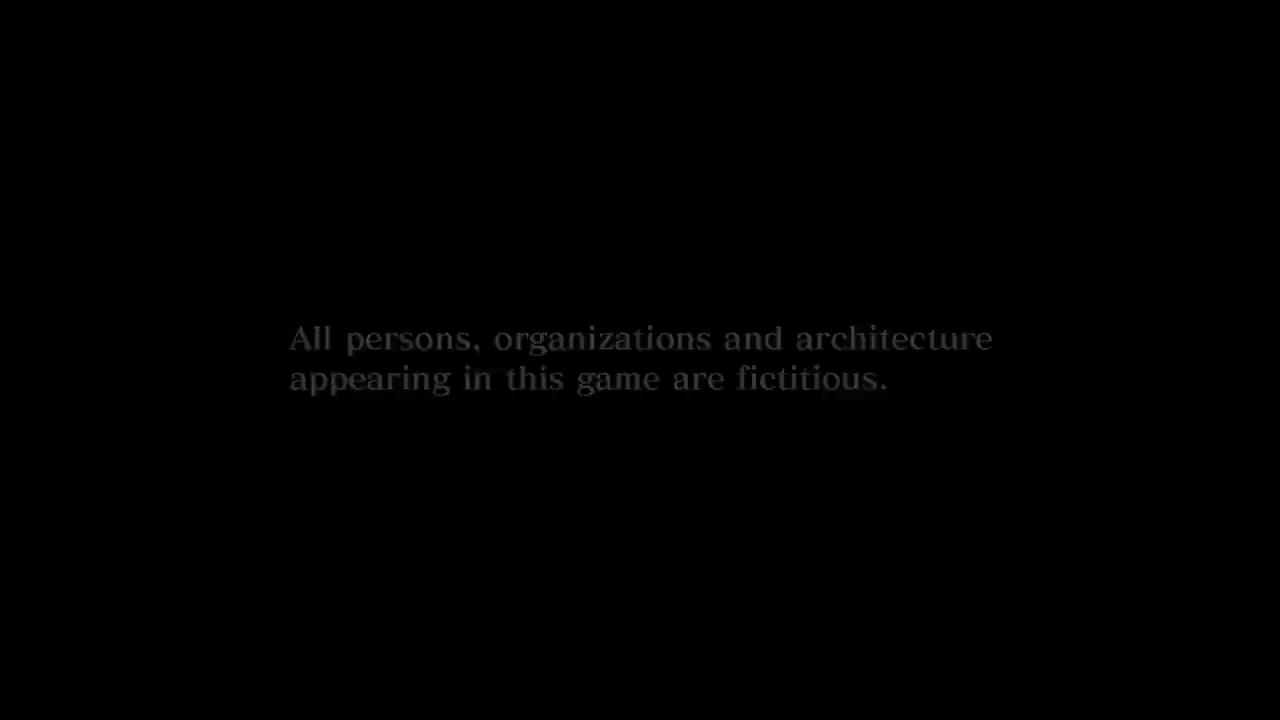 All persons, organizations and architecture
appearing in this game are fictitious.